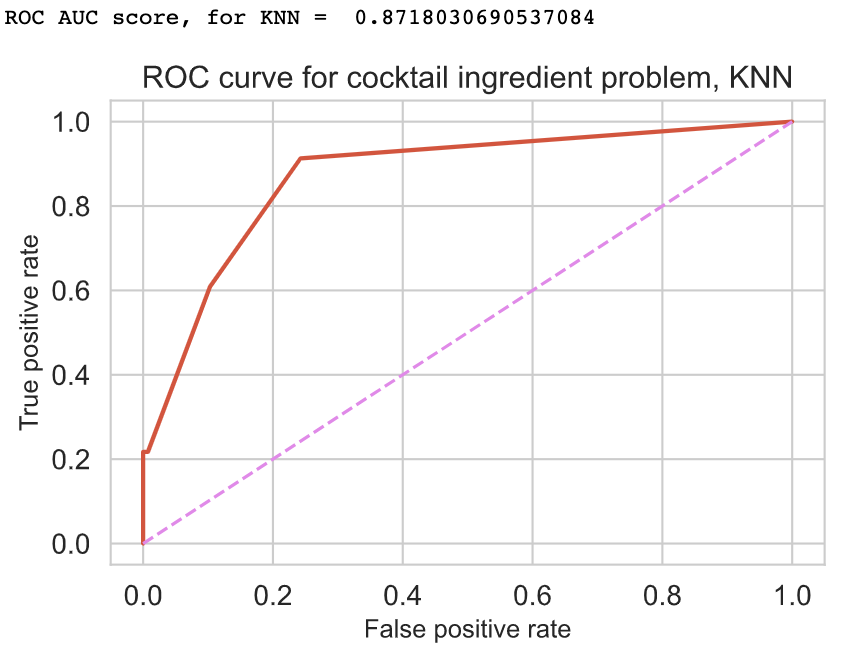 ROC AUC score, for KNN =  0.8718030690537084
ROC curve for cocktail ingredient problem, KNN
1.0
0.8
0.6
0.4
0.2
0.0
True positive rate
0.0 0.2 0.4 0.6 0.8 1.0
False positive rate